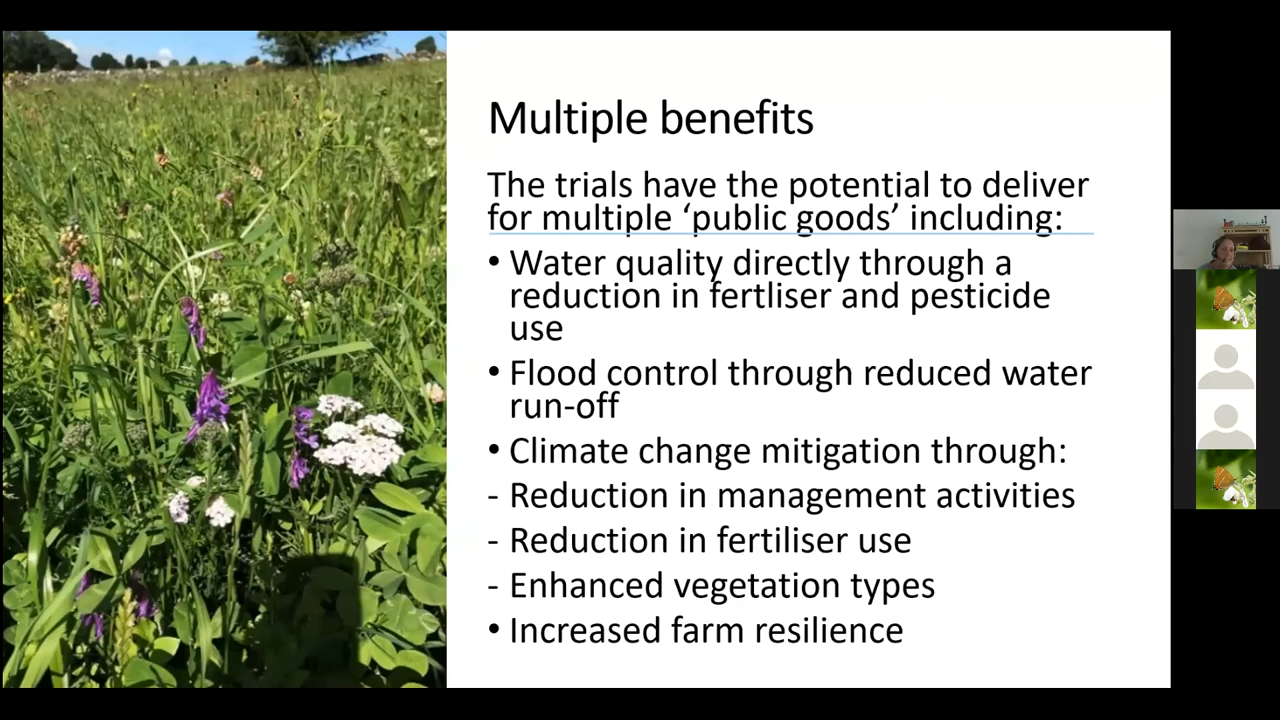 Multiple benefits
The trials have the potential to deliver
for multiple ‘public goods’ including:
• Water quality directly through a
reduction in fertliser and pesticide
use
• Flood control through reduced water
run-off
• Climate change mitigation through:
- Reduction in management activities
- Reduction in fertiliser use
- Enhanced vegetation types
• Increased farm resilience